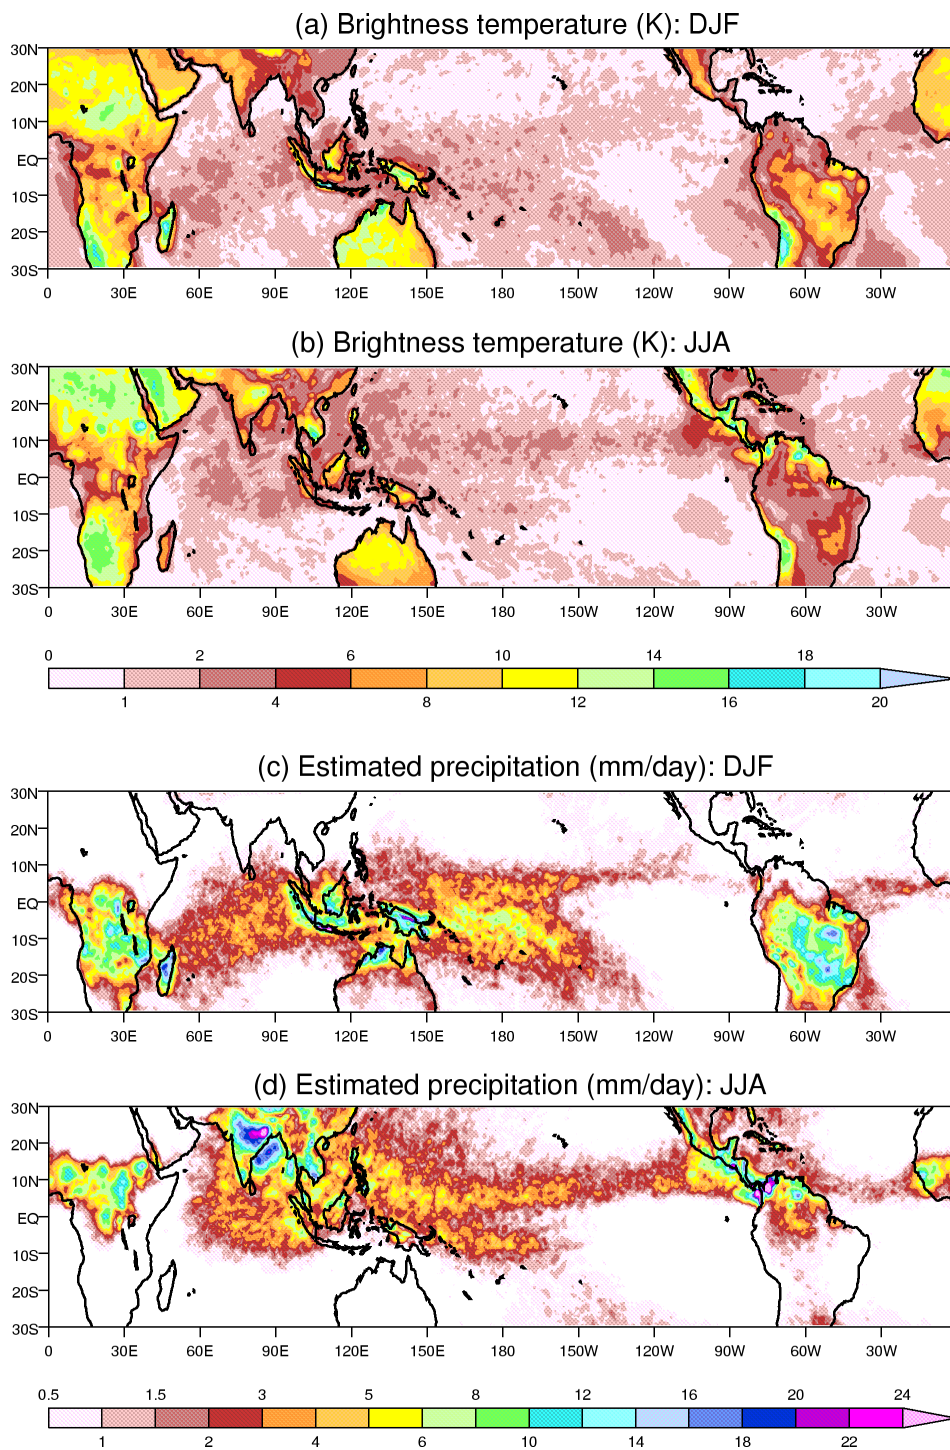 (a) Brightness temperature (K): DJF
30N
20N
10N
EQ
10S
20S
30S
0 30E 60E 90E 120E 150E 180 150W 120W 90W 60W 30W
(b) Brightness temperature (K): JJA
30N
20N
10N
EQ
10S
20S
30S
0 30E 60E 90E 120E 150E 180 150W 120W 90W 60W 30W
0 2 6 10 14 18
1 4 8 12 16 20
(c) Estimated precipitation (mm/day): DJF
30N
20N
10N
EQ
10S
20S
30S
0 30E 60E 90E 120E 150E 180 150W 120W 90W 60W 30W
(d) Estimated precipitation (mm/day): JJA
30N
20N
10N
EQ
10S
20S
30S
0 30E 60E 90E 120E 150E 180 150W 120W 90W 60W 30W
0.5 1.5 3 5 8 12 16 20 24
1 2 4 6 10 14 18 22